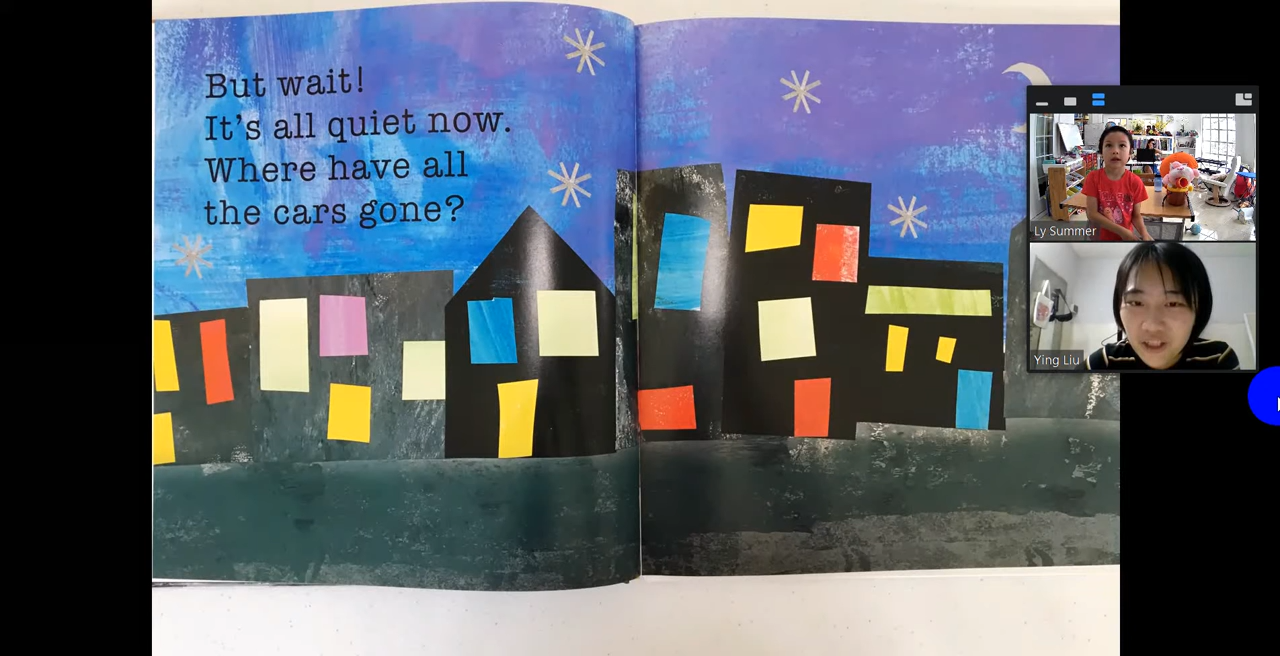 But wait!
It's all quiet now.
Where have all
the cars gone?
Ly Summer
Ying Liu